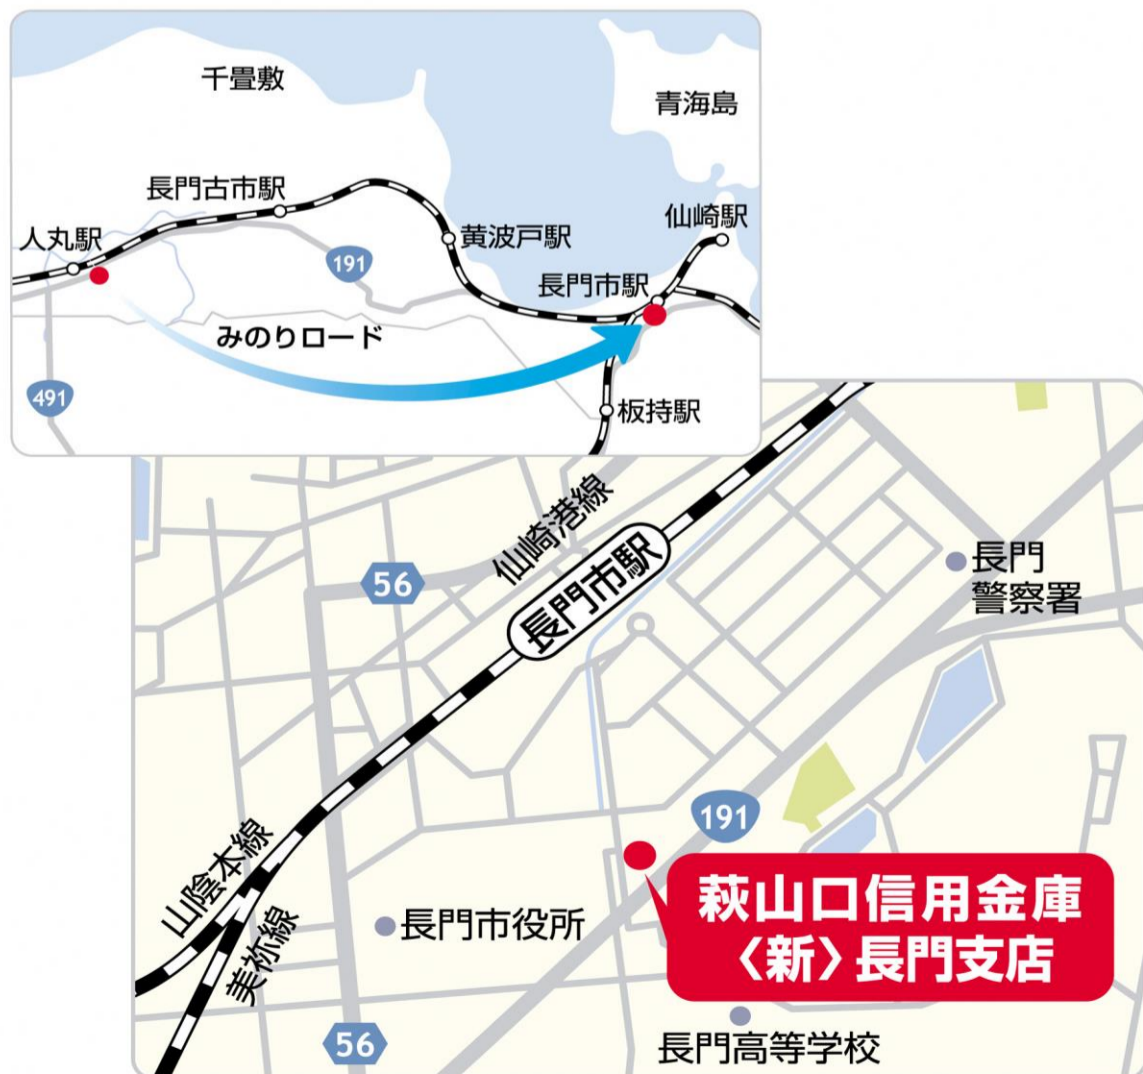 千畳敷
青海島
長門古市駅
仙崎駅
人丸駅
黄波戸駅
191
長門市駅
みのりロード
491
板持駅
仙崎港線
56
長門市駅
長門
警察署
191
山陰本線
美祢線
長門市役所
萩山口信用金庫
〈新〉長門支店
56
長門高等学校